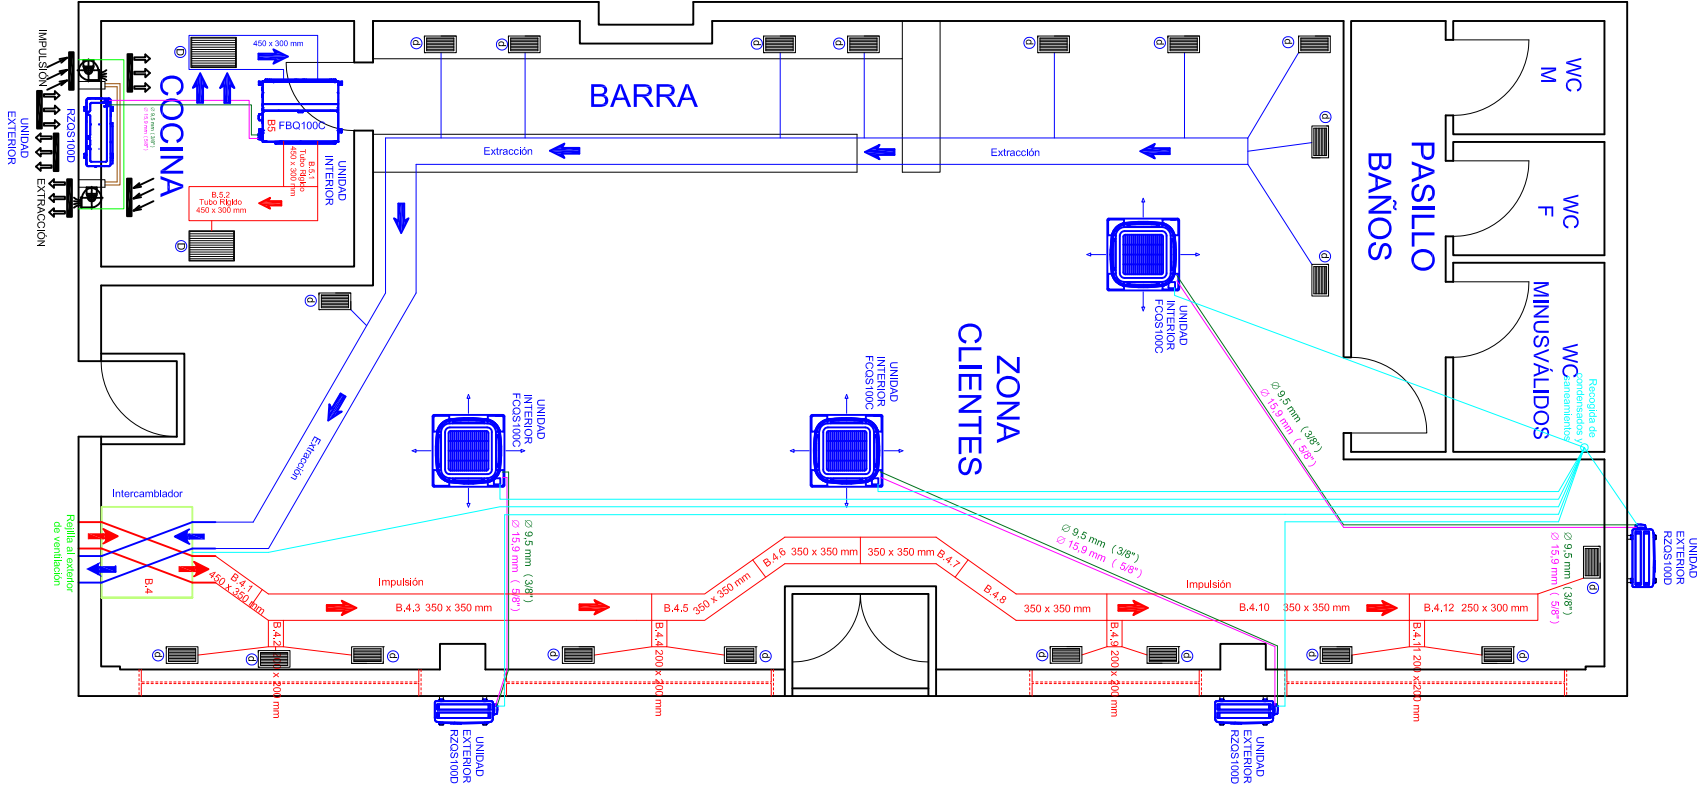 BARRA
COCINA
ZONA
CLIENTES
PASILLO
BAÑOS
WC
M
WC
F
WC
MINUSVÁLIDOS
IMPULSIÓN
UNIDAD
EXTERIOR
RZQS100D
EXTRACCIÓN
450 x 300 mm
B5
FBQ100C
UNIDAD
INTERIOR
B.5.1
Tubo Rígido
450 x 300 mm
B.5.2
Tubo Rígido
450 x 300 mm
Extracción
Extracción
Extracción
UNIDAD
INTERIOR
FCQS100C
UNIDAD
INTERIOR
FCQS100C
UNIDAD
INTERIOR
FCQS100C
Recogida de
condensados y
saneamientos
Ø 9,5 mm (3/8")
Ø 15,9 mm ( 5/8")
Ø 9,5 mm (3/8")
Ø 15,9 mm ( 5/8")
Ø 9,5 mm (3/8")
Ø 15,9 mm ( 5/8")
Ø 9,5 mm (3/8")
Ø 15,9 mm ( 5/8")
Intercambiador
Rejilla al exterior
de ventilación
B.4
B.4.1
450 x 350 mm
Impulsión
B.4.2 200 x 200 mm
B.4.3 350 x 350 mm
B.4.4 200 x 200 mm
B.4.5 350 x 350 mm
B.4.6 350 x 350 mm
350 x 350 mm B.4.7
B.4.8
350 x 350 mm
B.4.9 200 x 200 mm
Impulsión
B.4.10 350 x 350 mm
B.4.11 200 x 200 mm
B.4.12 250 x 300 mm
UNIDAD
EXTERIOR
RZQS100D
UNIDAD
EXTERIOR
RZQS100D
UNIDAD
EXTERIOR
RZQS100D